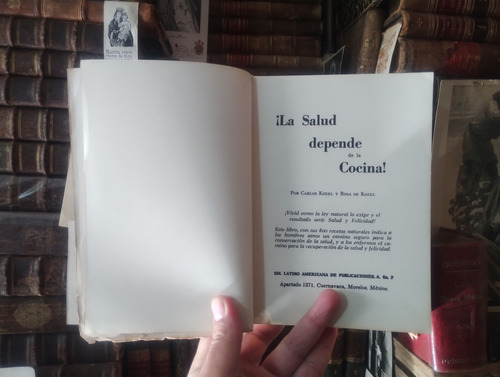 ¡La Salud
depende
de la
Cocina!
POR CARLOS KOZEL Y ROSA DE KOZEL
¡Vivid como la ley natural lo exige y el
resultado será: Salud y Felicidad!
Este libro, con sus 800 recetas naturales indica a
los hombres sanos un camino seguro para la
conservación de la salud, y a los enfermos el ca-
mino para la recuperación de la salud y felicidad.
EDI. LATINO AMERICANA DE PUBLICACIONES, A. en P
Apartado 1371, Cuernavaca, Morelos. México.